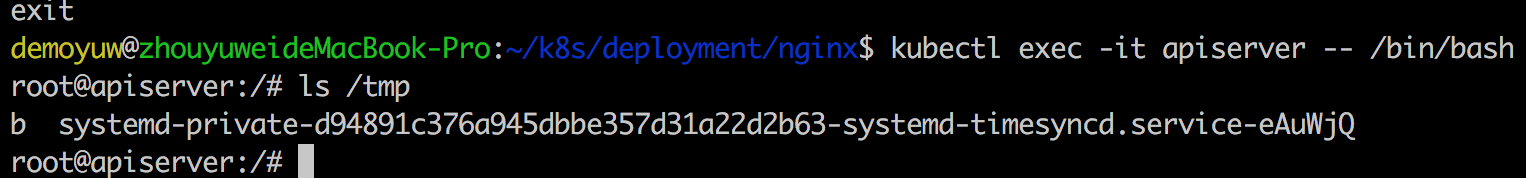 exit
demoyuw@zhouyuweideMacBook-Pro:~/k8s/deployment/nginx$ kubectl exec -it apiserver -- /bin/bash
root@apiserver:/# ls /tmp
b  systemd-private-d94891c376a945dbbe357d31a22d2b63-systemd-timesyncd.service-eAuWjQ
root@apiserver:/#